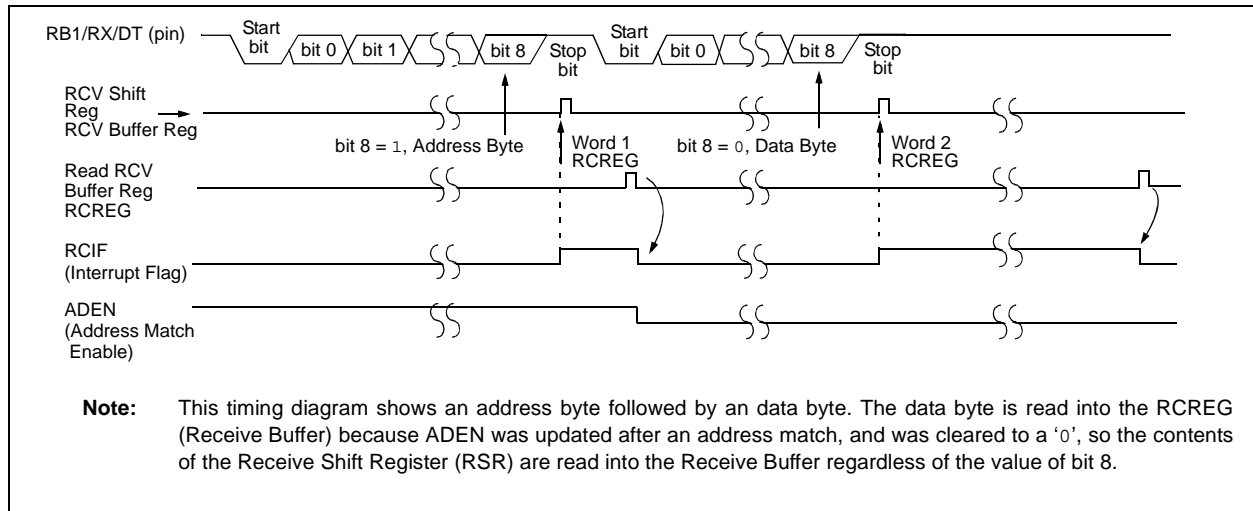 RB1/RX/DT (pin)
Start
bit
bit 0
bit 1
bit 8
Stop
bit
Start
bit
bit 0
bit 8
Stop
bit
RCV Shift
Reg
RCV Buffer Reg
bit 8 = 1, Address Byte
Word 1
RCREG
bit 8 = 0, Data Byte
Word 2
RCREG
Read RCV
Buffer Reg
RCREG
RCIF
(Interrupt Flag)
ADEN
(Address Match
Enable)
Note: This timing diagram shows an address byte followed by an data byte. The data byte is read into the RCREG
(Receive Buffer) because ADEN was updated after an address match, and was cleared to a ‘0’, so the contents
of the Receive Shift Register (RSR) are read into the Receive Buffer regardless of the value of bit 8.